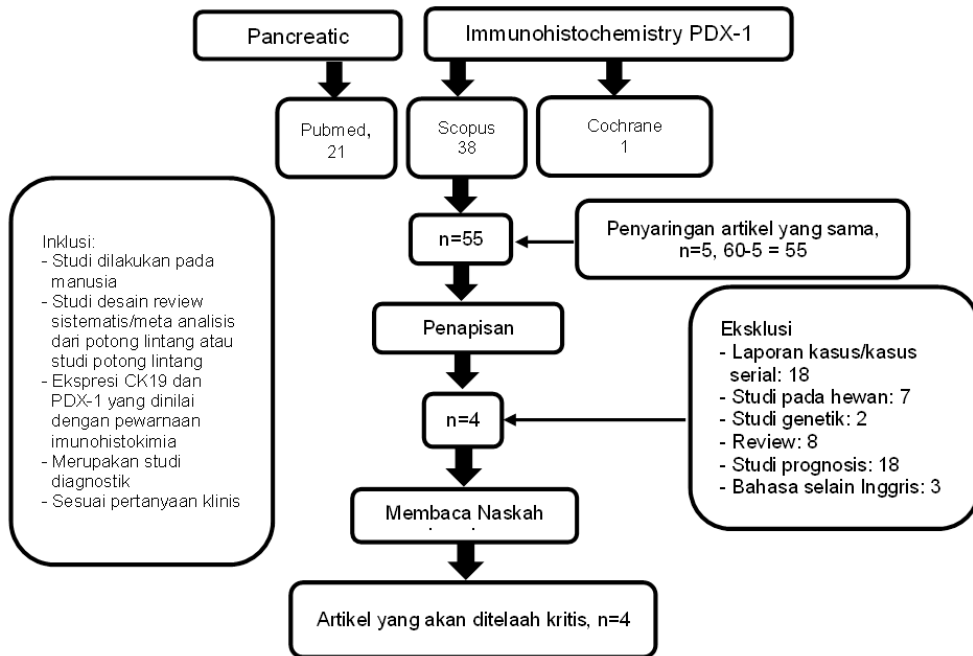 Pancreatic
Immunohistochemistry PDX-1
Pubmed,
21
Scopus
38
Cochrane
1
n=55
Penyaringan artikel yang sama,
n=5, 60-5 = 55
Inklusi:
- Studi dilakukan pada
manusia
- Studi desain review
sistematis/meta analisis
dari potong lintang atau
studi potong lintang
- Ekspresi CK19 dan
PDX-1 yang dinilai
dengan pewarnaan
imunohistokimia
- Merupakan studi
diagnostik
- Sesuai pertanyaan klinis
Penapisan
Eksklusi
- Laporan kasus/kasus
serial: 18
- Studi pada hewan: 7
- Studi genetik: 2
- Review: 8
- Studi prognosis: 18
- Bahasa selain Inggris: 3
n=4
Membaca Naskah
Artikel yang akan ditelaah kritis, n=4